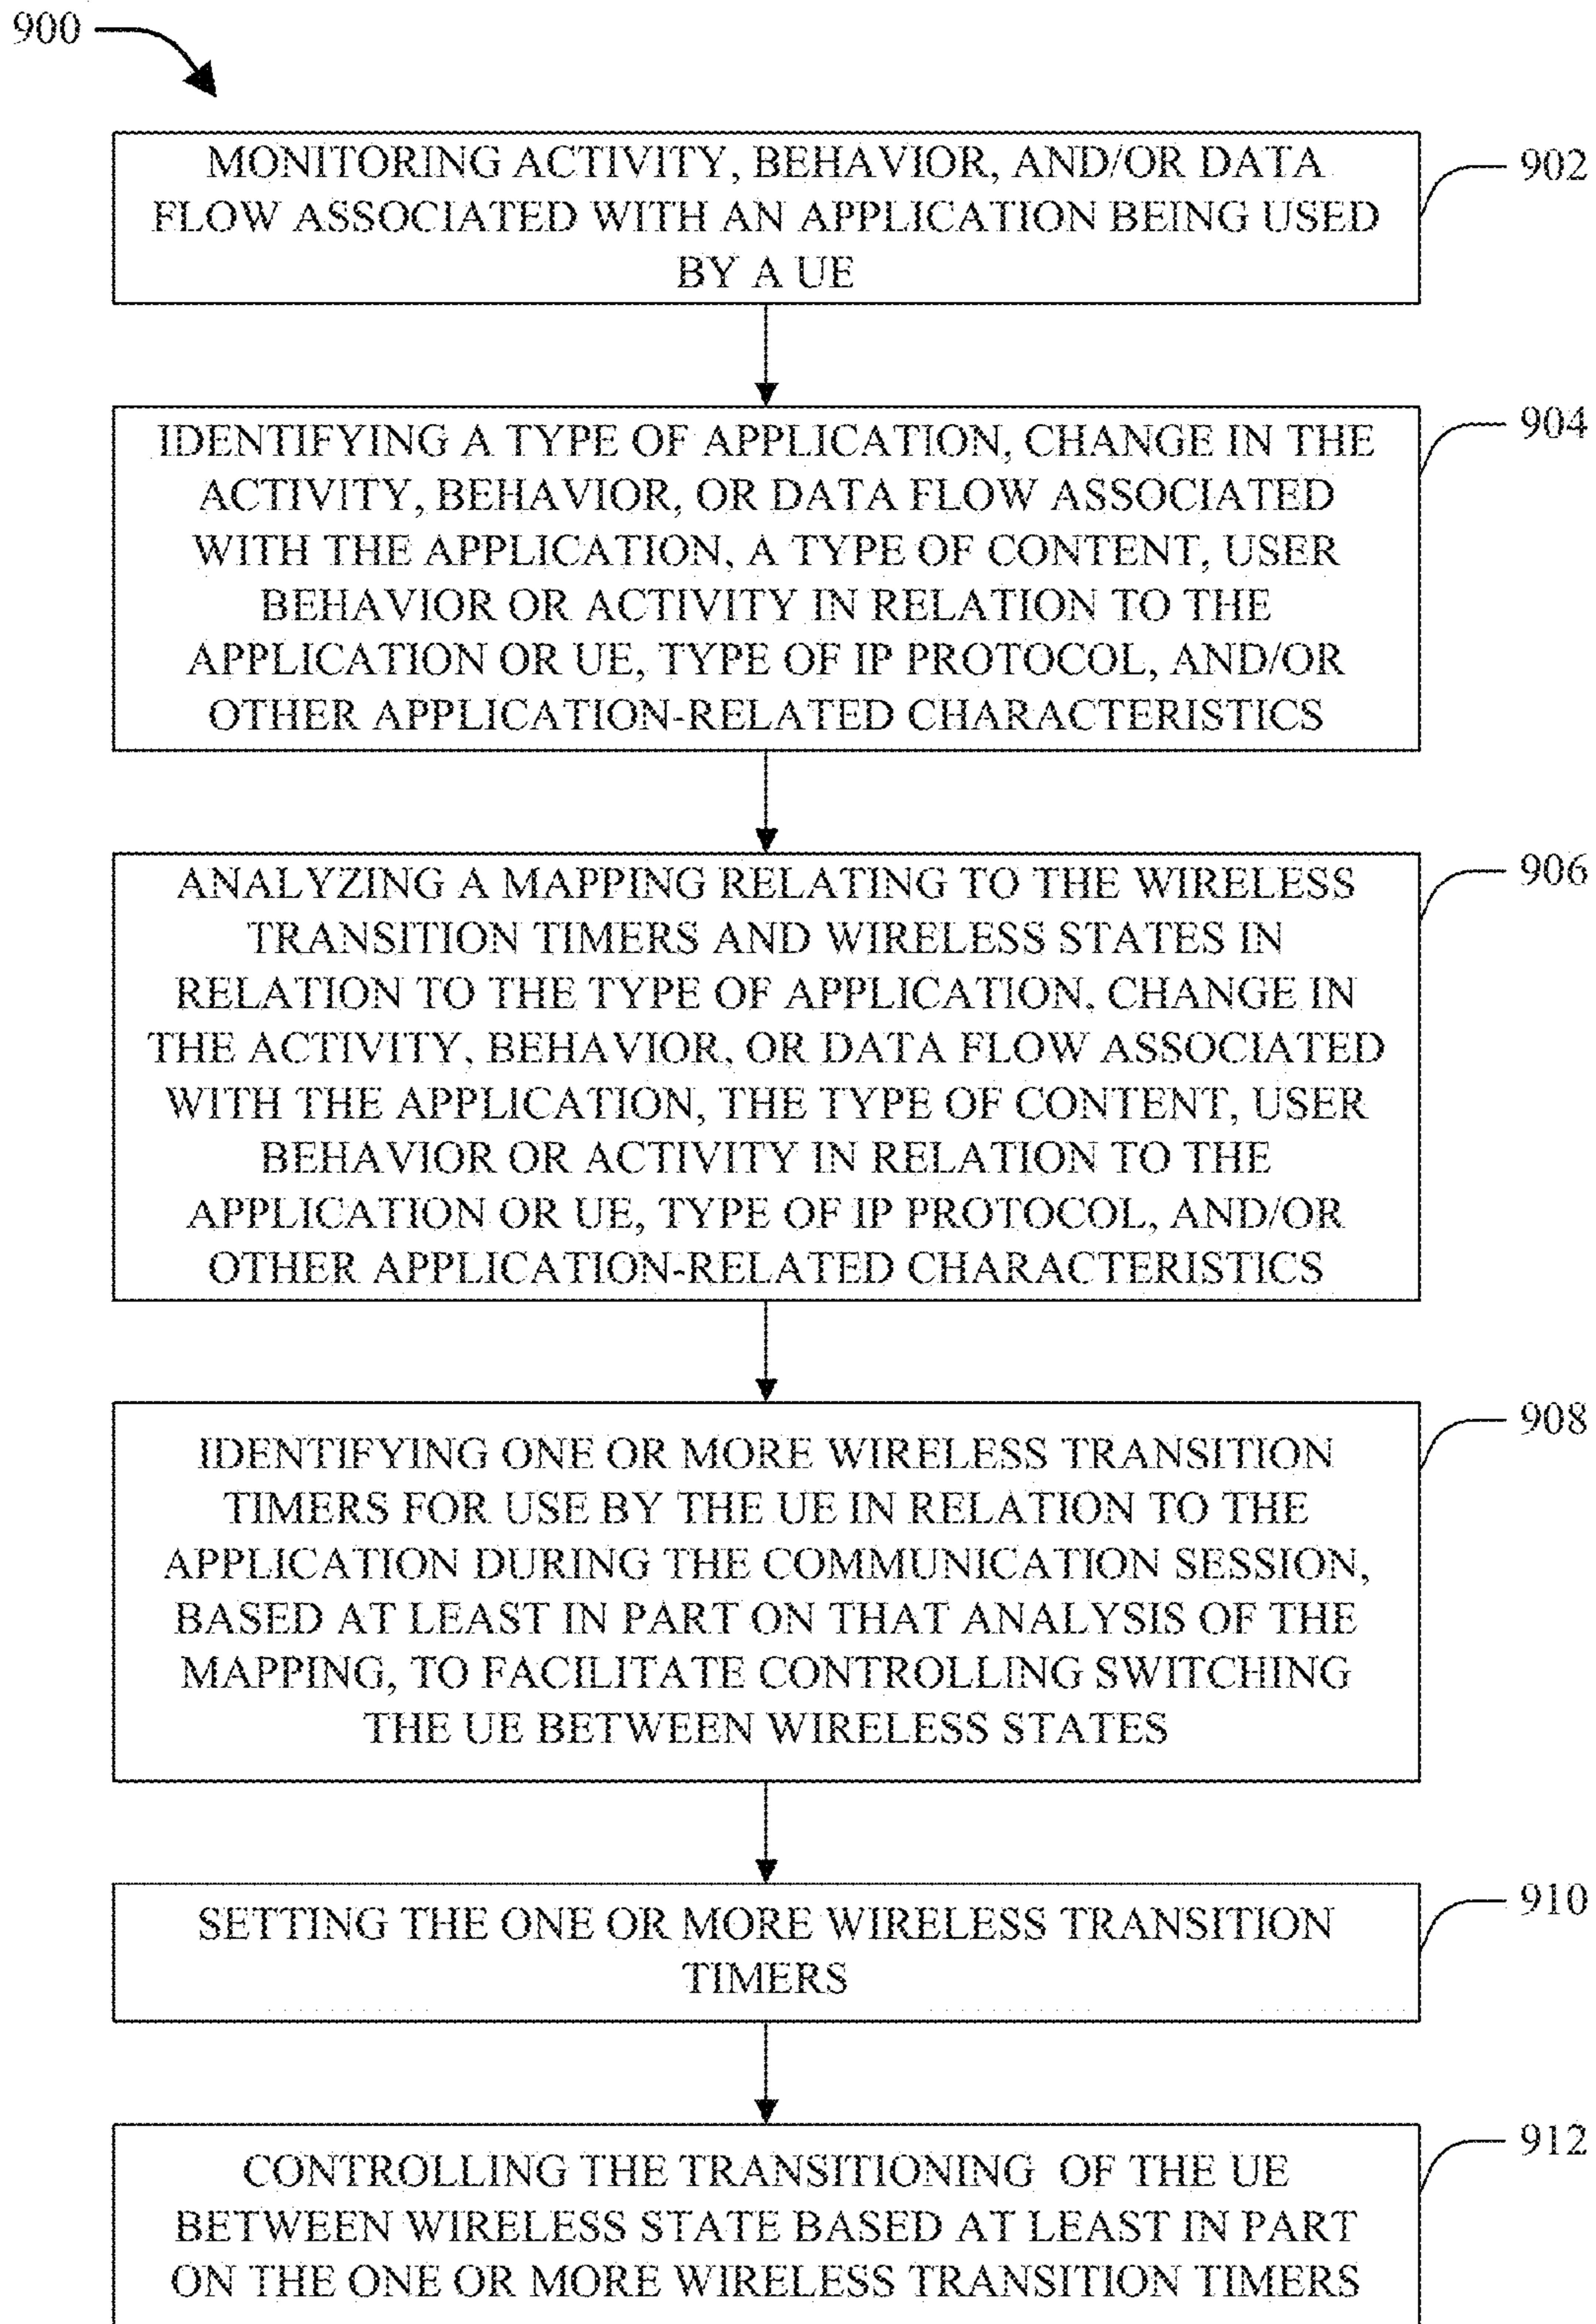 900
MONITORING ACTIVITY, BEHAVIOR, AND/OR DATA
FLOW ASSOCIATED WITH AN APPLICATION BEING USED
BY A UE
902
IDENTIFYING A TYPE OF APPLICATION, CHANGE IN THE
ACTIVITY, BEHAVIOR, OR DATA FLOW ASSOCIATED
WITH THE APPLICATION, A TYPE OF CONTENT, USER
BEHAVIOR OR ACTIVITY IN RELATION TO THE
APPLICATION OR UE, TYPE OF IP PROTOCOL, AND/OR
OTHER APPLICATION-RELATED CHARACTERISTICS
904
ANALYZING A MAPPING RELATING TO THE WIRELESS
TRANSITION TIMERS AND WIRELESS STATES IN
RELATION TO THE TYPE OF APPLICATION, CHANGE IN
THE ACTIVITY, BEHAVIOR, OR DATA FLOW ASSOCIATED
WITH THE APPLICATION, THE TYPE OF CONTENT, USER
BEHAVIOR OR ACTIVITY IN RELATION TO THE
APPLICATION OR UE, TYPE OF IP PROTOCOL, AND/OR
OTHER APPLICATION-RELATED CHARACTERISTICS
906
IDENTIFYING ONE OR MORE WIRELESS TRANSITION
TIMERS FOR USE BY THE UE IN RELATION TO THE
APPLICATION DURING THE COMMUNICATION SESSION,
BASED AT LEAST IN PART ON THAT ANALYSIS OF THE
MAPPING, TO FACILITATE CONTROLLING SWITCHING
THE UE BETWEEN WIRELESS STATES
908
SETTING THE ONE OR MORE WIRELESS TRANSITION
TIMERS
910
CONTROLLING THE TRANSITIONING OF THE UE
BETWEEN WIRELESS STATE BASED AT LEAST IN PART
ON THE ONE OR MORE WIRELESS TRANSITION TIMERS
912